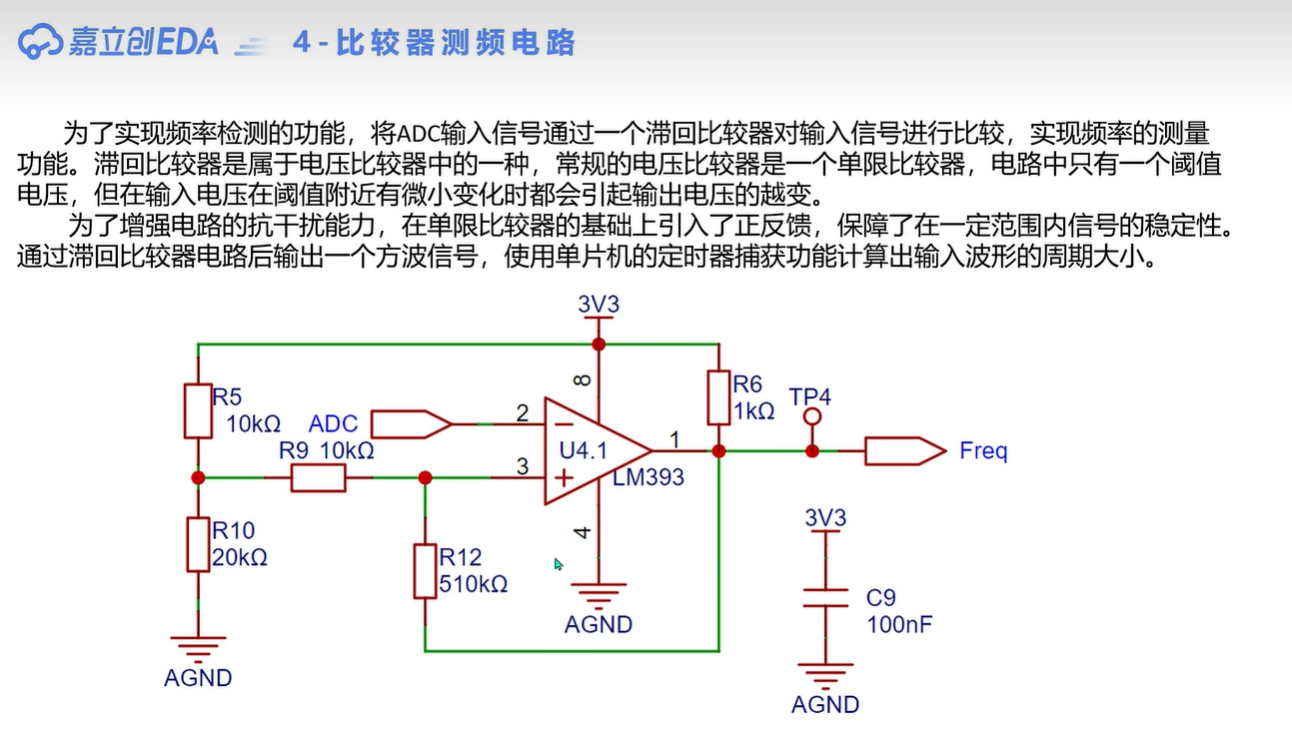 嘉立创EDA 4-比较器测频电路
为了实现频率检测的功能，将ADC输入信号通过一个滞回比较器对输入信号进行比较，实现频率的测量
功能。滞回比较器是属于电压比较器中的一种，常规的电压比较器是一个单限比较器，电路中只有一个阈值
电压，但在输入电压在阈值附近有微小变化时都会引起输出电压的越变。
为了增强电路的抗干扰能力，在单限比较器的基础上引入了正反馈，保障了在一定范围内信号的稳定性。
通过滞回比较器电路后输出一个方波信号，使用单片机的定时器捕获功能计算出输入波形的周期大小。
3V3
8
R5
10kΩ
ADC
R9 10kΩ
2
3
U4.1
LM393
1
4
R6
1kΩ
TP4
Freq
R10
20kΩ
R12
510kΩ
AGND
AGND
3V3
C9
100nF
AGND